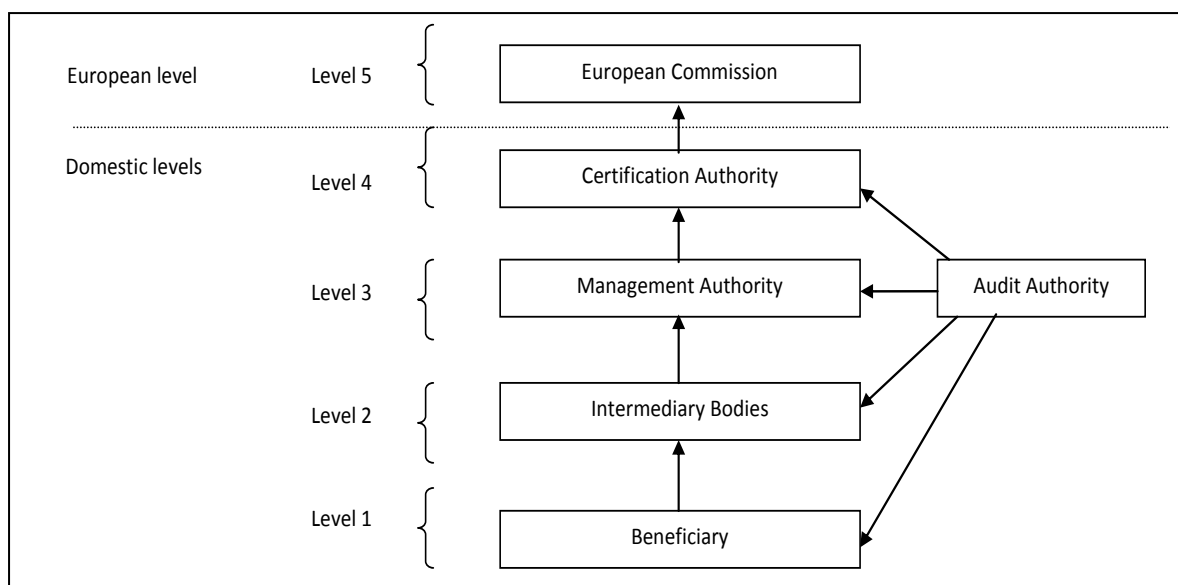 European level
Level 5
European Commission
Domestic levels
Level 4
Certification Authority
Level 3
Management Authority
Audit Authority
Level 2
Intermediary Bodies
Level 1
Beneficiary